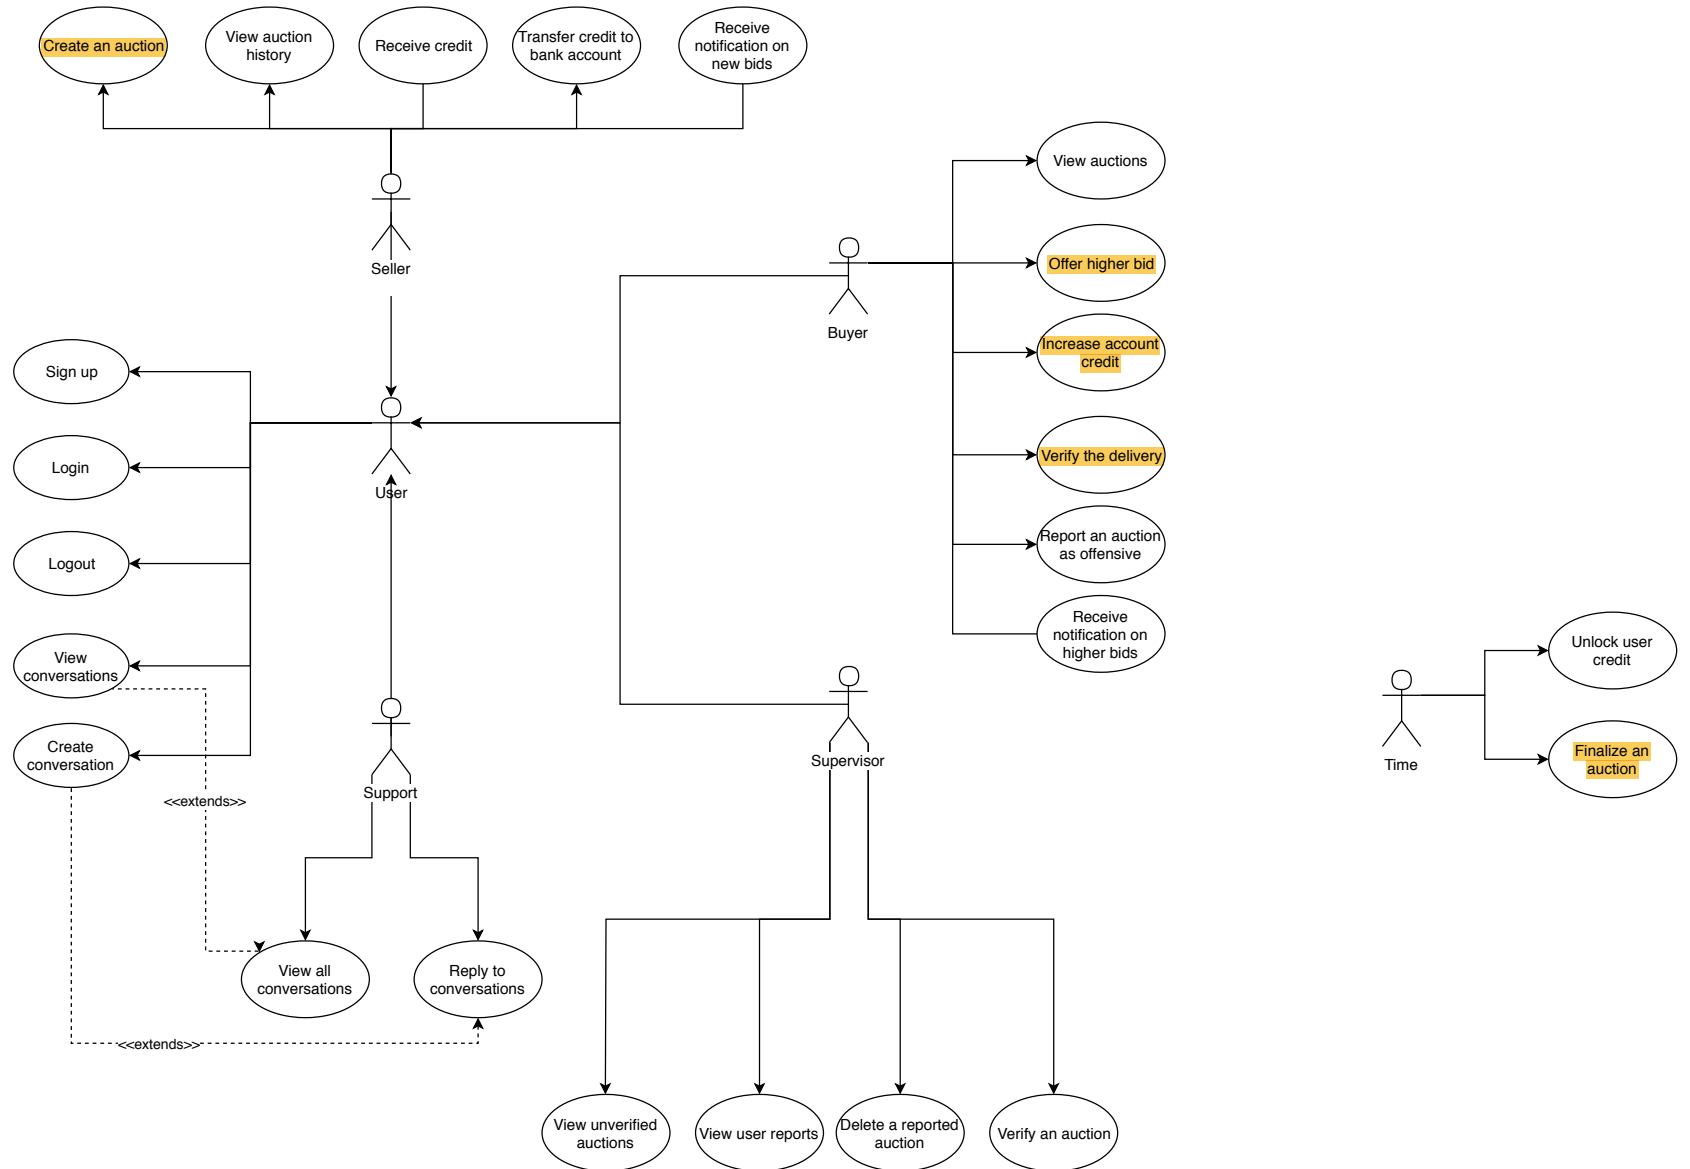 Create an auction
View auction
history
Receive credit
Transfer credit to
bank account
Receive
notification on
new bids
Seller
View auctions
Offer higher bid
Increase account
credit
Verify the delivery
Report an auction
as offensive
Receive
notification on
higher bids
Buyer
Sign up
Login
Logout
View
conversations
Create
conversation
User
<<extends>>
Support
Supervisor
Unlock user
credit
Finalize an
auction
Time
View all
conversations
Reply to
conversations
<<extends>>
View unverified
auctions
View user reports
Delete a reported
auction
Verify an auction